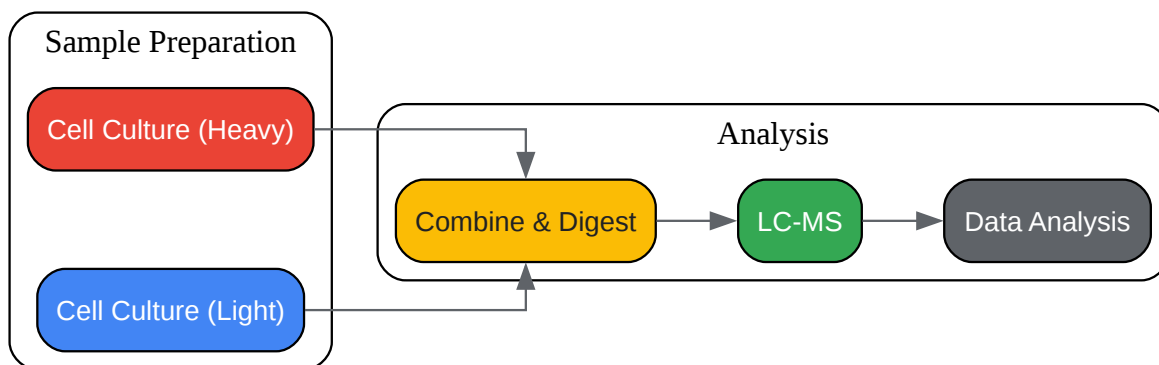 Sample Preparation
Cell Culture (Heavy)
Analysis
Combine & Digest
LC-MS
Data Analysis
Cell Culture (Light)